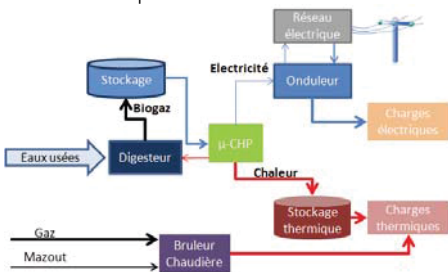 Réseau
électrique
Stockage
Electricité
Onduleur
Biogaz
Charges
électriques
Eaux usées
Digesteur
µ-CHP
Chaleur
Stockage
thermique
Charges
thermiques
Gaz
Mazout
Bruleur
Chaudière